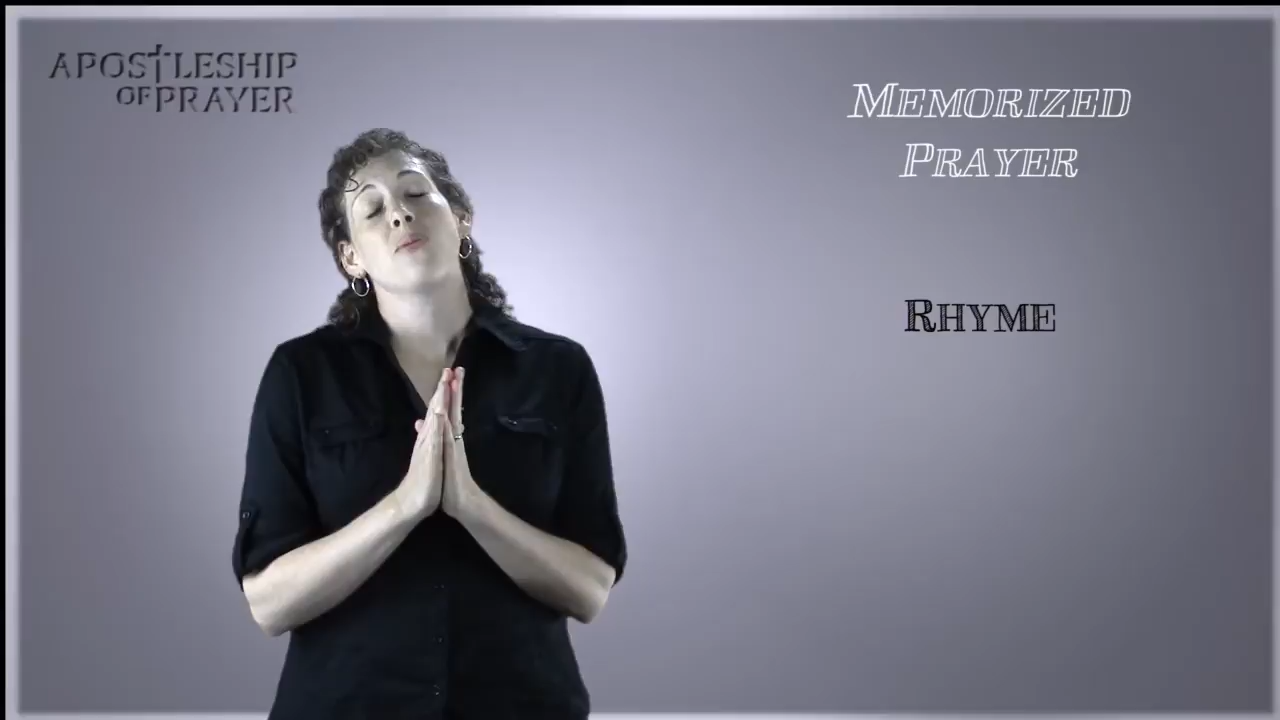 APOSTLESHIP
OF PRAYER
MEMORIZED
PRAYER
RHYME